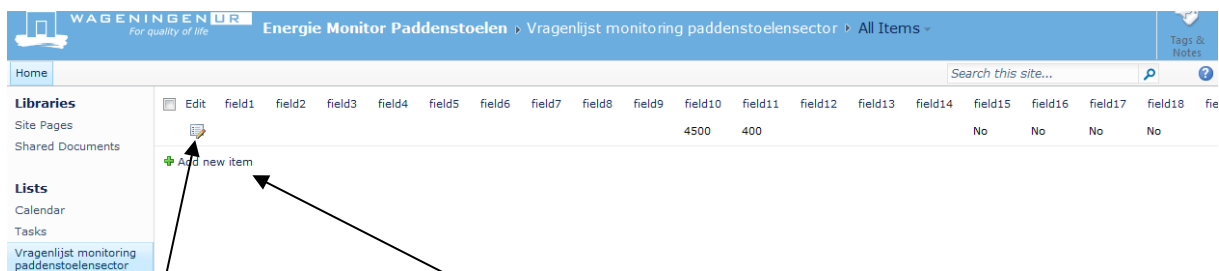 WAGENINGEN UR
For quality of life
Energie Monitor Paddenstoelen Vragenlijst monitoring paddenstoelensector All Items
Tags &
Notes
Home
Search this site...
Libraries
Edit field1 field2 field3 field4 field5 field6 field7 field8 field9 field10 field11 field12 field13 field14 field15 field16 field17 field18 fie
Site Pages
4500 400 No No No No
Shared Documents
Add new item
Lists
Calendar
Tasks
Vragenlijst monitoring
paddenstoelensector